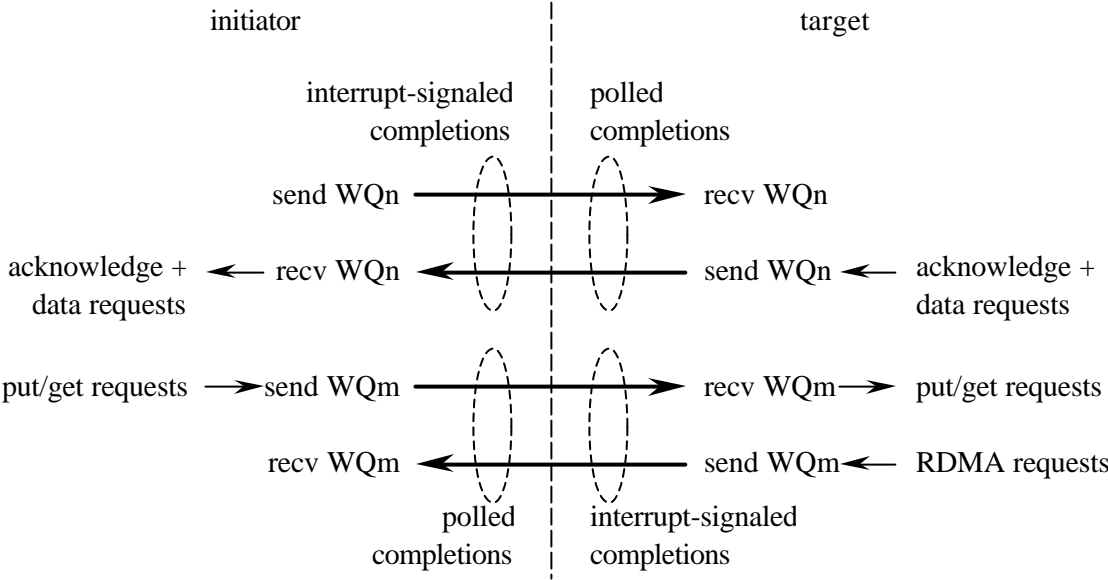 initiator
target
interrupt-signaled
completions
polled
completions
send WQn
recv WQn
acknowledge +
data requests
recv WQn
send WQn
acknowledge +
data requests
put/get requests
send WQm
recv WQm
put/get requests
recv WQm
send WQm
RDMA requests
polled
completions
interrupt-signaled
completions